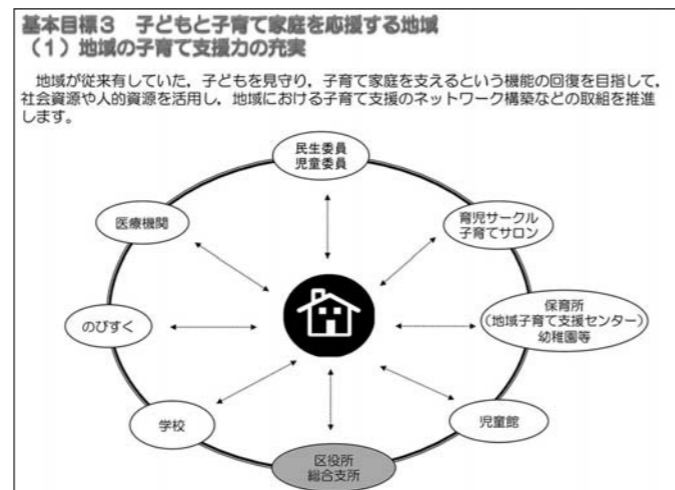 基本目標3 子どもと子育て家庭を応援する地域
（1）地域の子育て支援力の充実
地域が従来有していた，子どもを見守り，子育て家庭を支えるという機能の回復を目指して，
社会資源や人的資源を活用し，地域における子育て支援のネットワーク構築などの取組を推進
します。
民生委員
児童委員
医療機関
育児サークル
子育てサロン
のびすく
保育所
（地域子育て支援センター）
幼稚園等
学校
児童館
区役所
総合支所